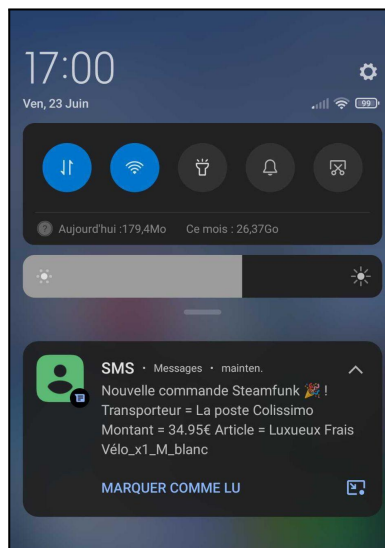 17:00
Ven, 23 Juin
99
Aujourd'hui :179,4Mo Ce mois : 26,37Go
SMS · Messages · mainten.
Nouvelle commande Steamfunk 🎉 !
Transporteur = La poste Colissimo
Montant = 34.95€ Article = Luxueux Frais
Vélo_x1_M_blanc
MARQUER COMME LU